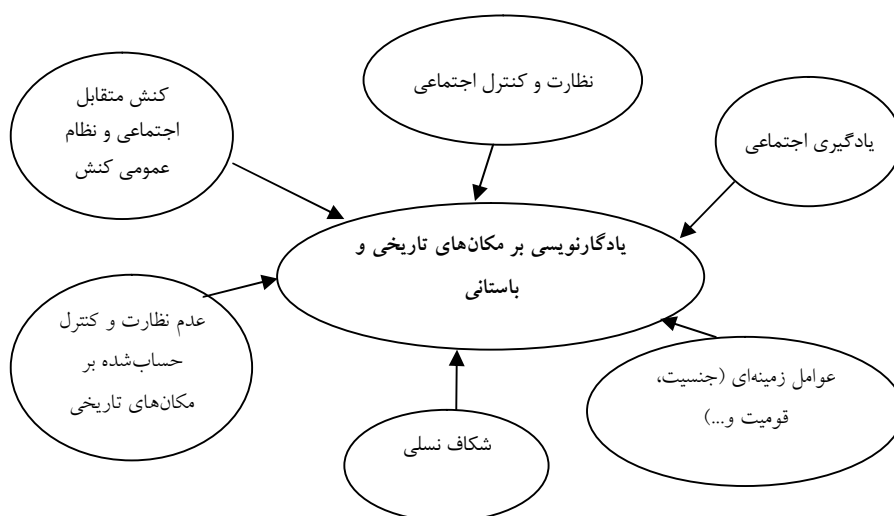 نظارت و کنترل اجتماعی
کنش متقابل
اجتماعی و نظام
عمومی کنش
یادگیری اجتماعی
یادگارنویسی بر مکان‌های تاریخی و
باستانی
عدم نظارت و کنترل
حساب‌شده بر
مکان‌های تاریخی
عوامل زمینه‌ای (جنسیت،
قومیت و...)
شکاف نسلی